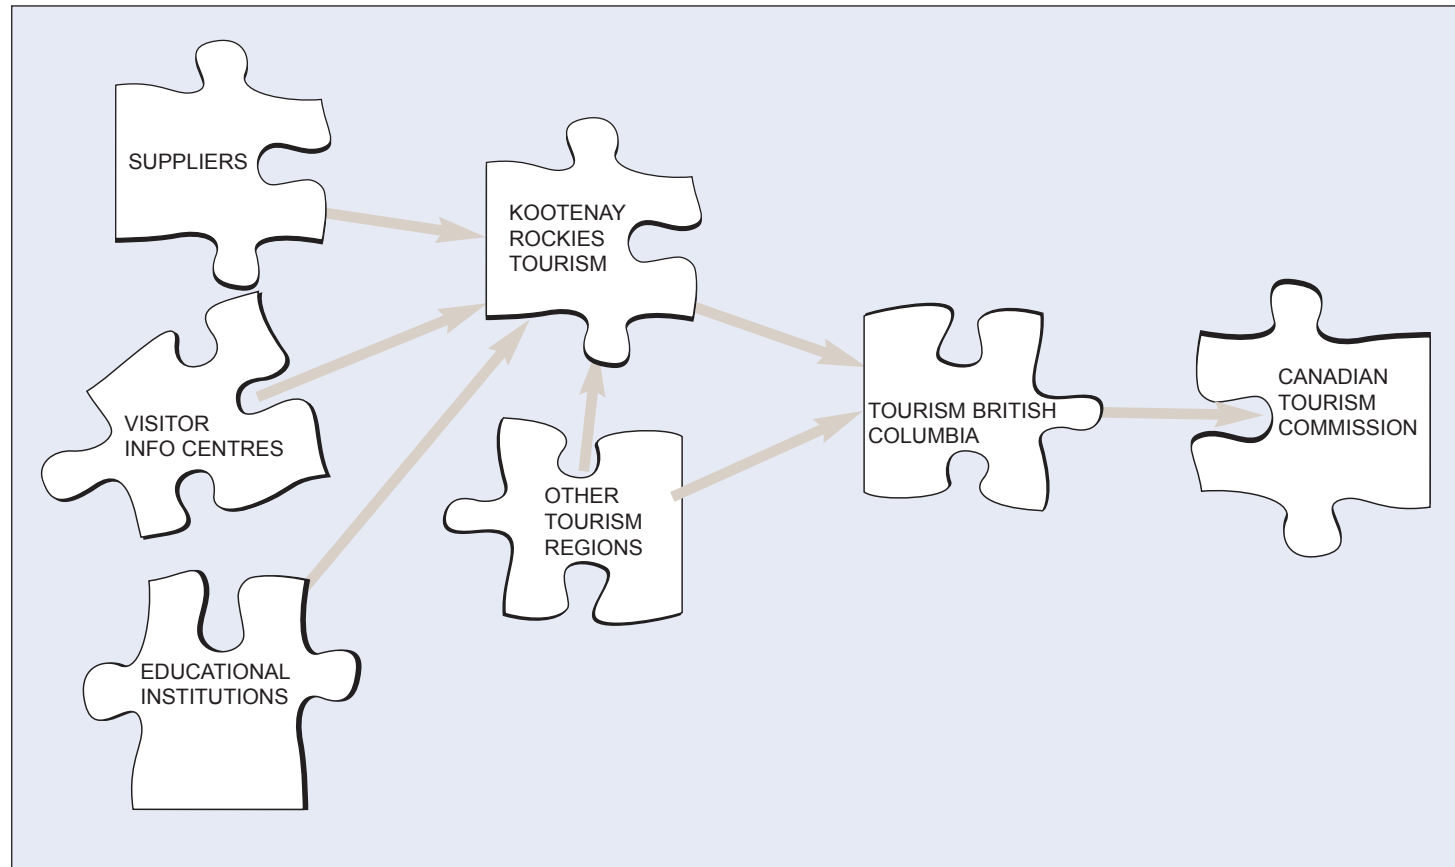 SUPPLIERS
KOOTENAY
ROCKIES
TOURISM
VISITOR
INFO CENTRES
OTHER
TOURISM
REGIONS
EDUCATIONAL
INSTITUTIONS
TOURISM BRITISH
COLUMBIA
CANADIAN
TOURISM
COMMISSION